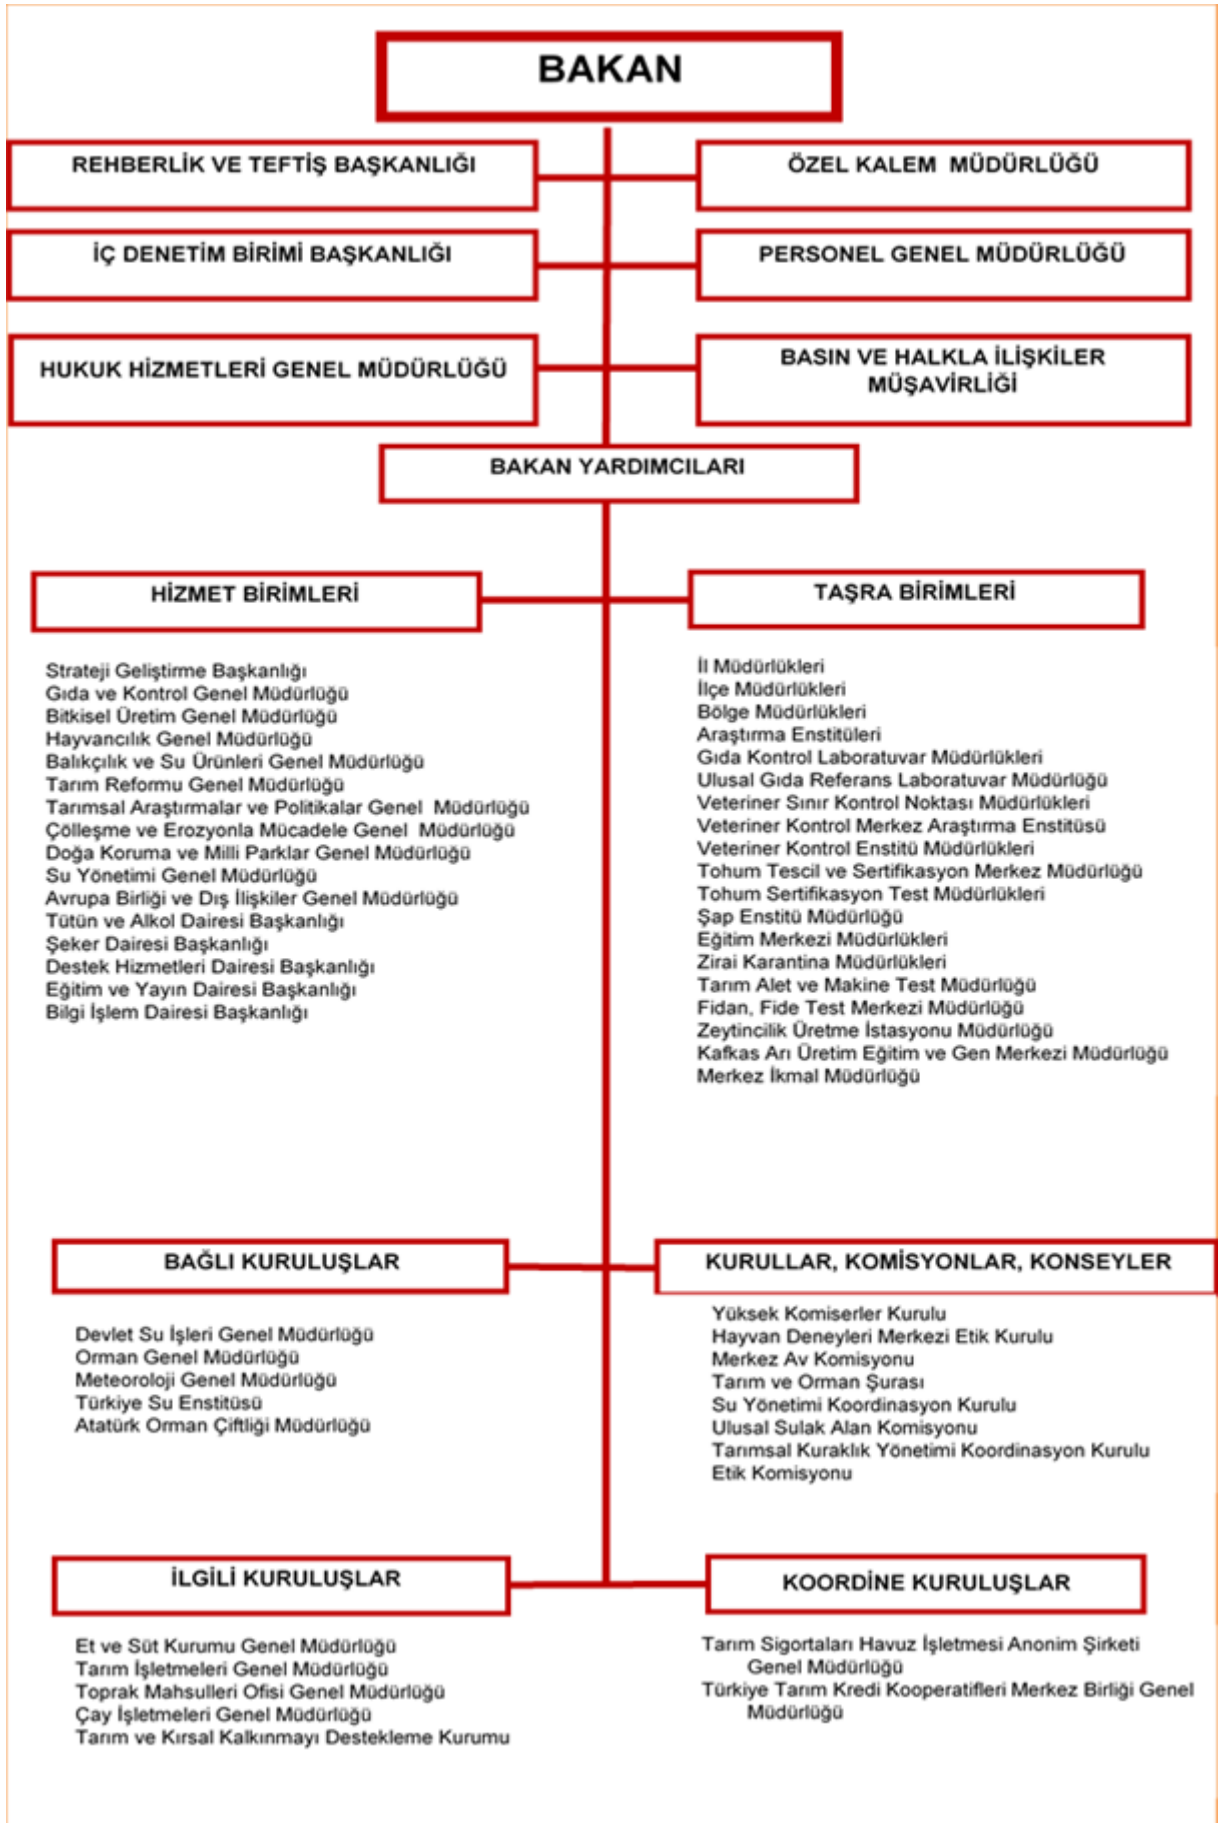 BAKAN
REHBERLİK VE TEFTİŞ BAŞKANLIĞI
ÖZEL KALEM MÜDÜRLÜĞÜ
İÇ DENETİM BİRİMİ BAŞKANLIĞI
PERSONEL GENEL MÜDÜRLÜĞÜ
HUKUK HİZMETLERİ GENEL MÜDÜRLÜĞÜ
BASIN VE HALKLA İLİŞKİLER
MÜŞAVİRLİĞİ
BAKAN YARDIMCILARI
HİZMET BİRİMLERİ
Strateji Geliştirme Başkanlığı
Gıda ve Kontrol Genel Müdürlüğü
Bitkisel Üretim Genel Müdürlüğü
Hayvancılık Genel Müdürlüğü
Balıkçılık ve Su Ürünleri Genel Müdürlüğü
Tarım Reformu Genel Müdürlüğü
Tarımsal Araştırmalar ve Politikalar Genel Müdürlüğü
Çölleşme ve Erozyonla Mücadele Genel Müdürlüğü
Doğa Koruma ve Milli Parklar Genel Müdürlüğü
Su Yönetimi Genel Müdürlüğü
Avrupa Birliği ve Dış İlişkiler Genel Müdürlüğü
Tütün ve Alkol Dairesi Başkanlığı
Şeker Dairesi Başkanlığı
Destek Hizmetleri Dairesi Başkanlığı
Eğitim ve Yayın Dairesi Başkanlığı
Bilgi İşlem Dairesi Başkanlığı
TAŞRA BİRİMLERİ
İl Müdürlükleri
İlçe Müdürlükleri
Bölge Müdürlükleri
Araştırma Enstitüleri
Gıda Kontrol Laboratuvar Müdürlükleri
Ulusal Gıda Referans Laboratuvar Müdürlüğü
Veteriner Sınır Kontrol Noktası Müdürlükleri
Veteriner Kontrol Merkez Araştırma Enstitüsü
Veteriner Kontrol Enstitü Müdürlükleri
Tohum Tescil ve Sertifikasyon Merkez Müdürlüğü
Tohum Sertifikasyon Test Müdürlükleri
Şap Enstitü Müdürlüğü
Eğitim Merkezi Müdürlükleri
Zirai Karantina Müdürlükleri
Tarım Alet ve Makine Test Müdürlüğü
Fidan, Fide Test Merkezi Müdürlüğü
Zeytincilik Üretme İstasyonu Müdürlüğü
Kafkas Arı Üretim Eğitim ve Gen Merkezi Müdürlüğü
Merkez İkmal Müdürlüğü
BAĞLI KURULUŞLAR
Devlet Su İşleri Genel Müdürlüğü
Orman Genel Müdürlüğü
Meteoroloji Genel Müdürlüğü
Türkiye Su Enstitüsü
Atatürk Orman Çiftliği Müdürlüğü
KURULLAR, KOMİSYONLAR, KONSEYLER
Yüksek Komiserler Kurulu
Hayvan Deneyleri Merkezi Etik Kurulu
Merkez Av Komisyonu
Tarım ve Orman Şurası
Su Yönetimi Koordinasyon Kurulu
Ulusal Sulak Alan Komisyonu
Tarımsal Kuraklık Yönetimi Koordinasyon Kurulu
Etik Komisyonu
İLGİLİ KURULUŞLAR
Et ve Süt Kurumu Genel Müdürlüğü
Tarım İşletmeleri Genel Müdürlüğü
Toprak Mahsulleri Ofisi Genel Müdürlüğü
Çay İşletmeleri Genel Müdürlüğü
Tarım ve Kırsal Kalkınmayı Destekleme Kurumu
KOORDİNE KURULUŞLAR
Tarım Sigortaları Havuz İşletmesi Anonim Şirketi
Genel Müdürlüğü
Türkiye Tarım Kredi Kooperatifleri Merkez Birliği Genel
Müdürlüğü